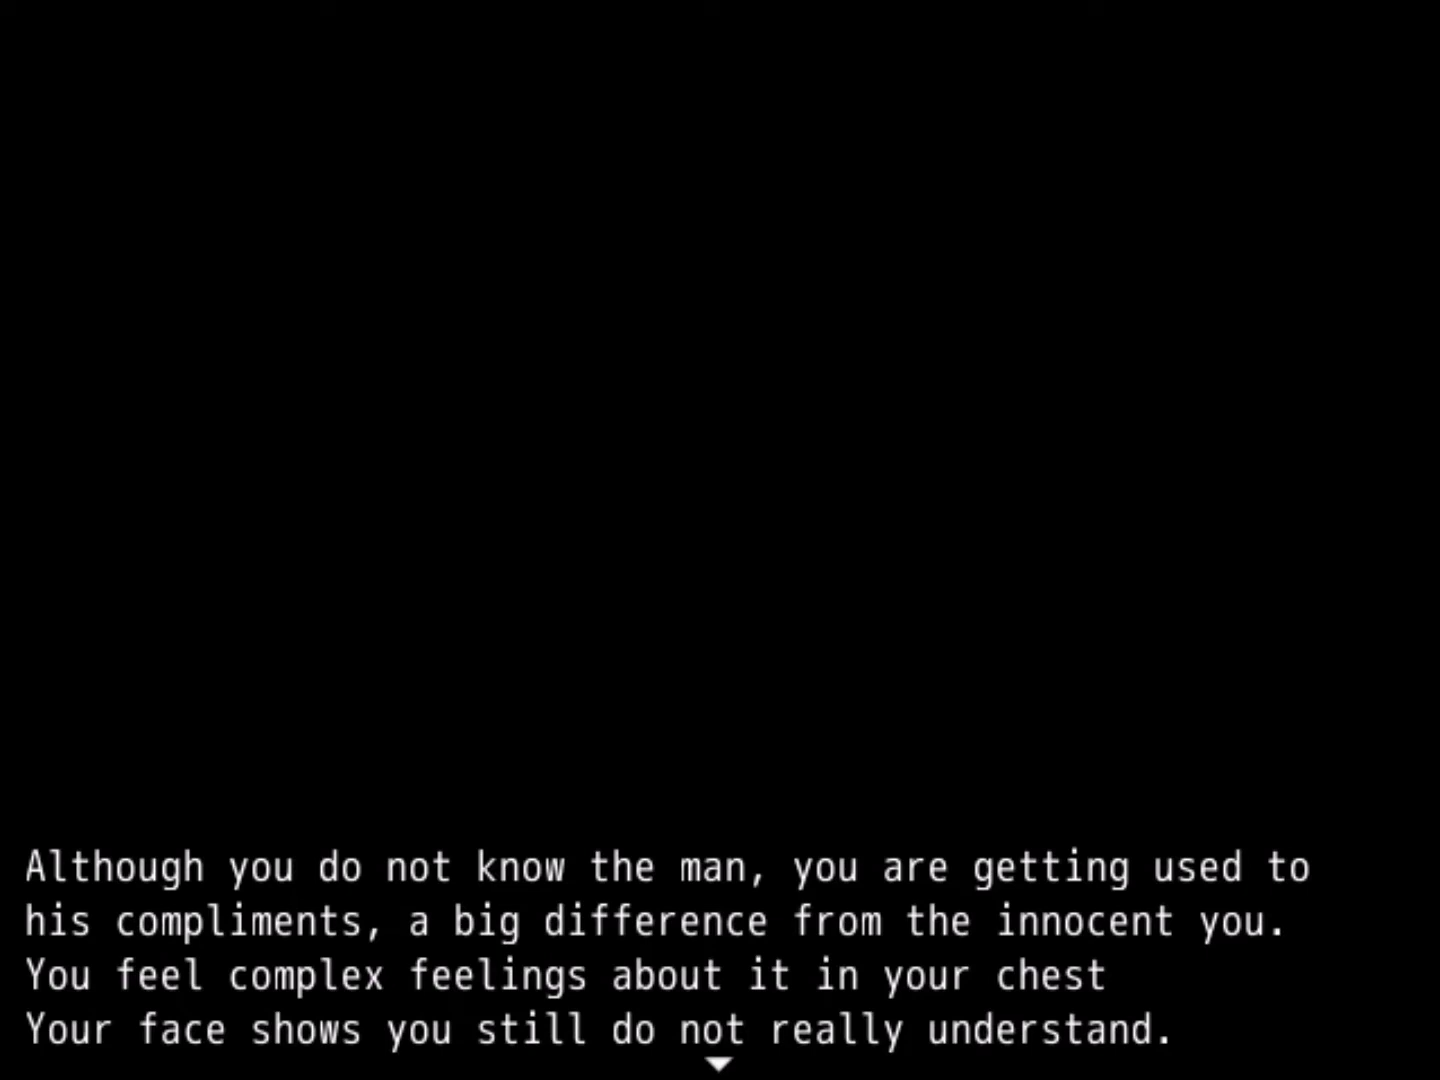 Although you do not know the man, you are getting used to
his compliments, a big difference from the innocent you.
You feel complex feelings about it in your chest
Your face shows you still do not really understand.